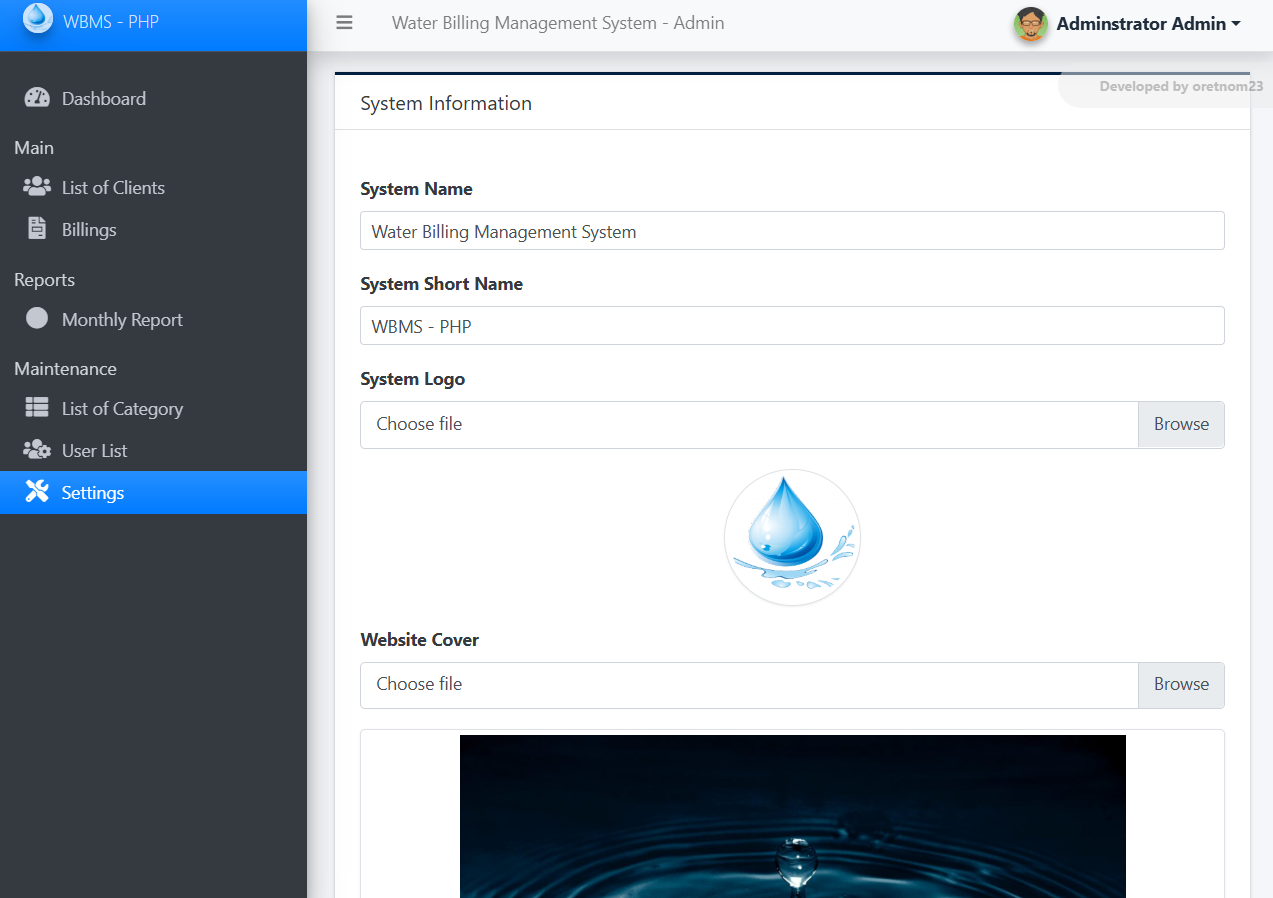 WBMS - PHP
Water Billing Management System - Admin
Adminstrator Admin
Developed by oretnom23
Dashboard
Main
List of Clients
Billings
Reports
Monthly Report
Maintenance
List of Category
User List
Settings
System Information
System Name
Water Billing Management System
System Short Name
WBMS - PHP
System Logo
Choose file
Browse
Website Cover
Choose file
Browse